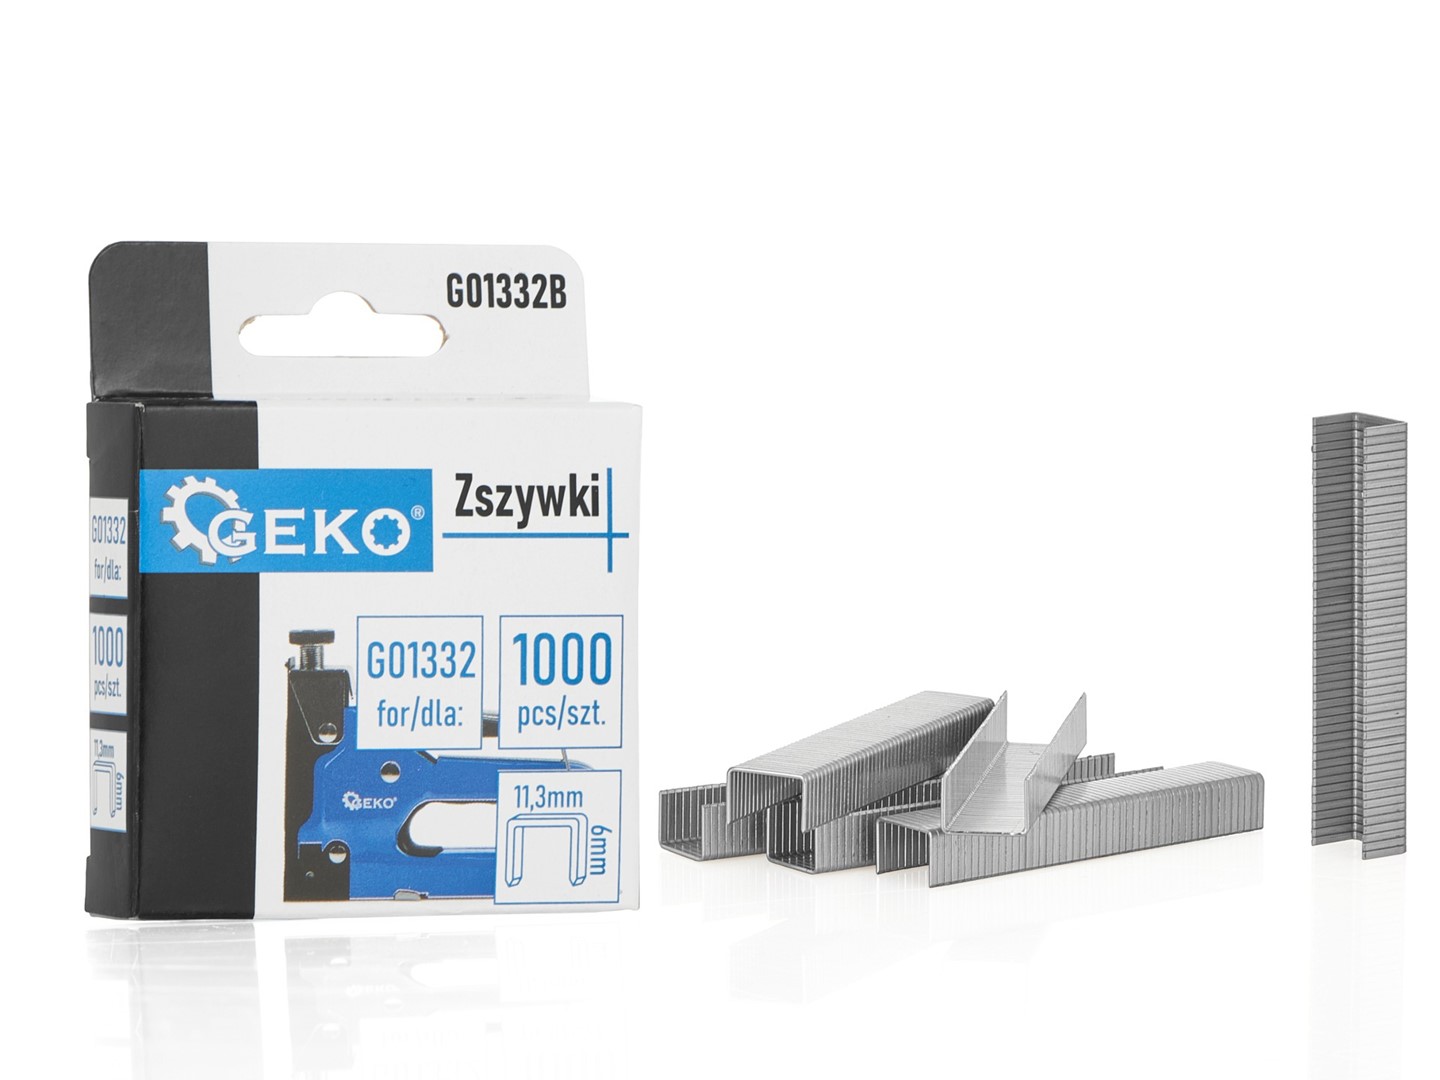 G01332B
GEKO®
Zszywki
G01332
for/dla:
1000
pcs/szt.
GEKO®
11,3mm
6mm
G01332
for/dla:
1000
pcs/szt.
11,3mm
6mm